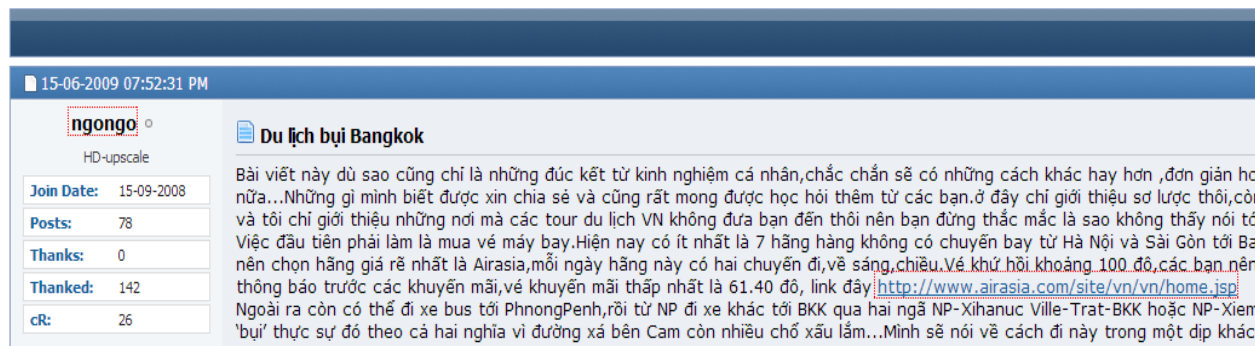 15-06-2009 07:52:31 PM
ngongo
HD-upscale
Join Date: 15-09-2008
Posts: 78
Thanks: 0
Thanked: 142
cR: 26
Du lịch bụi Bangkok
Bài viết này dù sao cũng chỉ là những đúc kết từ kinh nghiệm cá nhân,chắc chắn sẽ có những cách khác hay hơn ,đơn giản
nữa...Những gì mình biết được xin chia sẻ và cũng rất mong được học hỏi thêm từ các bạn.ở đây chỉ giới thiệu sơ lược thôi,
và tôi chỉ giới thiệu những nơi mà các tour du lịch VN không đưa bạn đến thôi nên bạn đừng thắc mắc là sao không thấy nói
Việc đầu tiên phải làm là mua vé máy bay.Hiện nay có ít nhất là 7 hãng hàng không có chuyến bay từ Hà Nội và Sài Gòn tới
nên chọn hãng giá rẽ nhất là Airasia,mỗi ngày hãng này có hai chuyến đi,về sáng,chiều.Vé khứ hồi khoảng 100 đô,các bạn nên
thông báo trước các khuyến mãi,vé khuyến mãi thấp nhất là 61.40 đô, link đây http://www.airasia.com/site/vn/vn/home.jsp
Ngoài ra còn có thể đi xe bus tới PhnongPenh,rồi từ NP đi xe khác tới BKK qua hai ngã NP-Xihanuc Ville-Trat-BKK hoặc NP-Xiem
'bụi' thực sự đó theo cả hai nghĩa vì đường xá bên Cam còn nhiều chổ xấu lắm...Mình sẽ nói về cách đi này trong một dịp khác